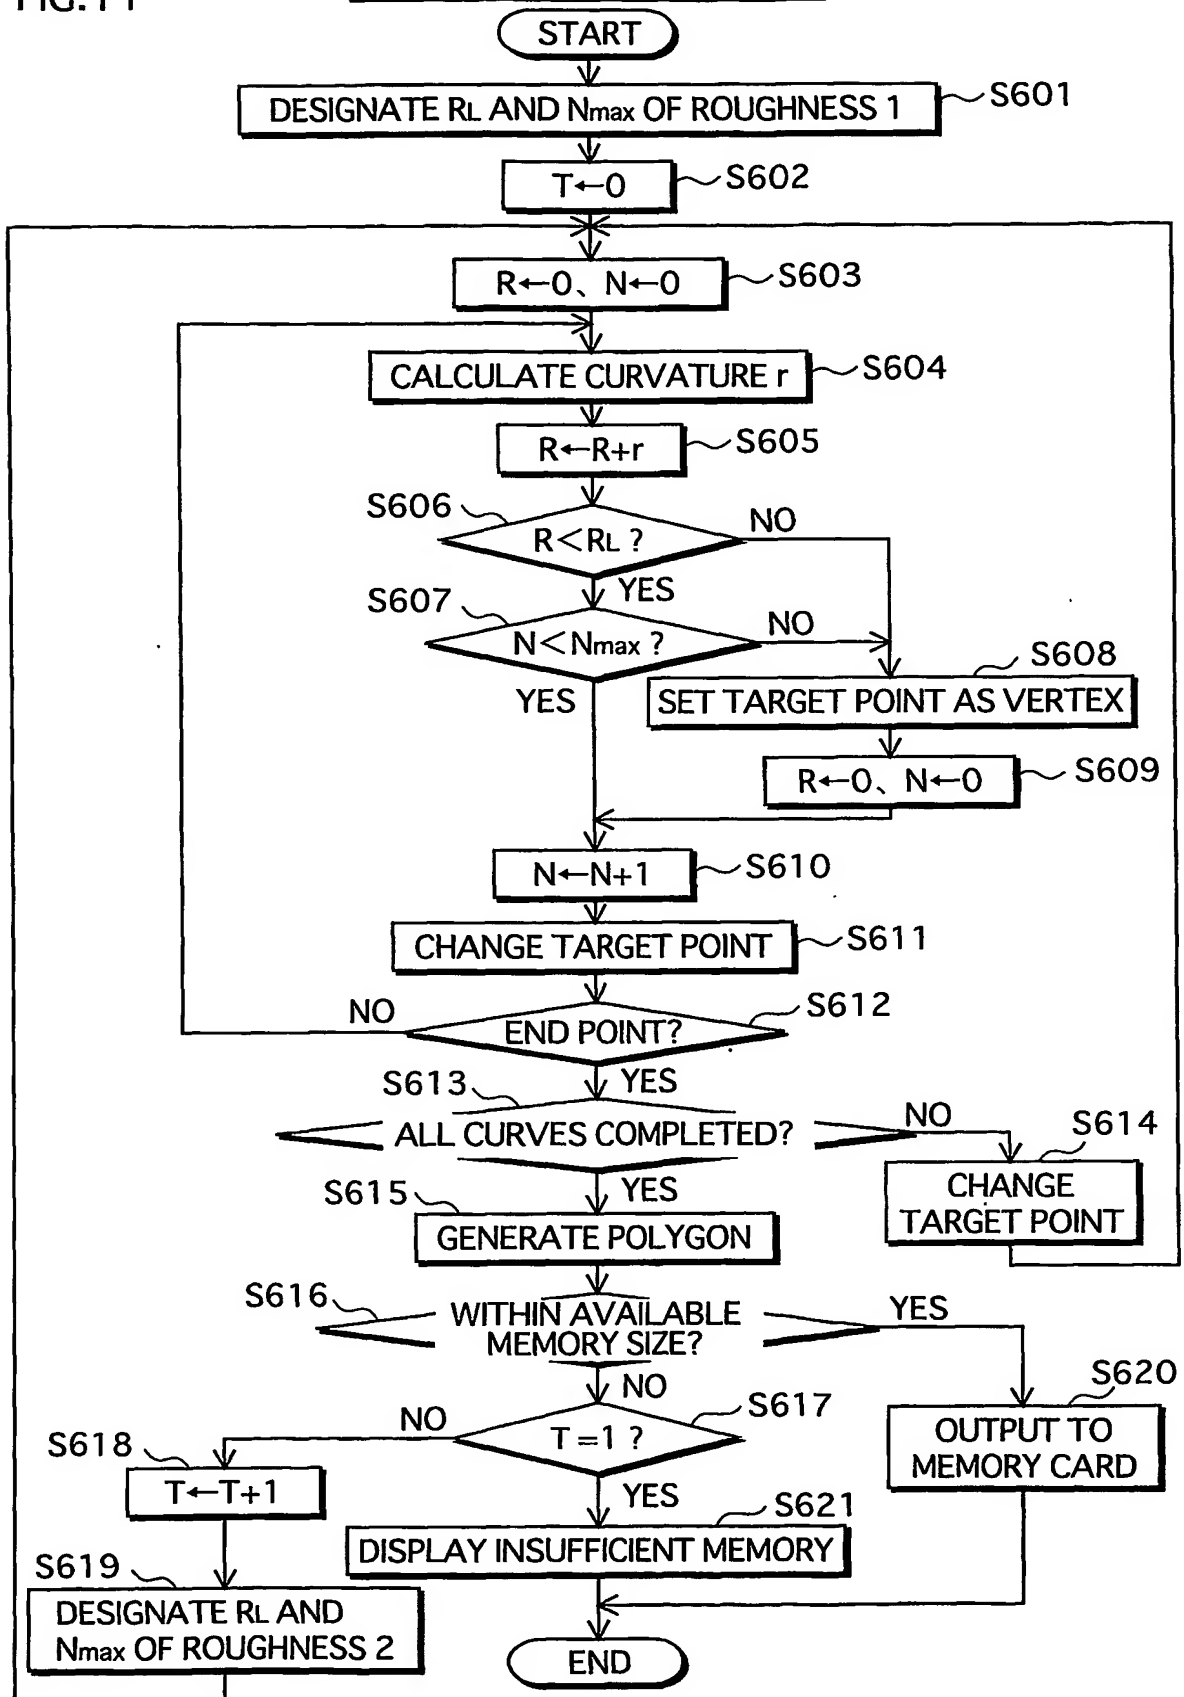 FIG. 11
START
DESIGNATE RL AND Nmax OF ROUGHNESS 1
S601
T←0
S602
R←0、N←0
S603
CALCULATE CURVATURE r
S604
R←R+r
S605
S606
R<RL ?
NO
YES
S607
N<Nmax ?
NO
YES
S608
SET TARGET POINT AS VERTEX
R←0、N←0
S609
N←N+1
S610
CHANGE TARGET POINT
S611
NO
END POINT?
S612
YES
S613
ALL CURVES COMPLETED?
NO
S614
CHANGE
TARGET POINT
YES
S615
GENERATE POLYGON
S616
WITHIN AVAILABLE
MEMORY SIZE?
YES
NO
S620
OUTPUT TO
MEMORY CARD
S617
T=1 ?
NO
YES
S618
T←T+1
S621
DISPLAY INSUFFICIENT MEMORY
S619
DESIGNATE RL AND
Nmax OF ROUGHNESS 2
END